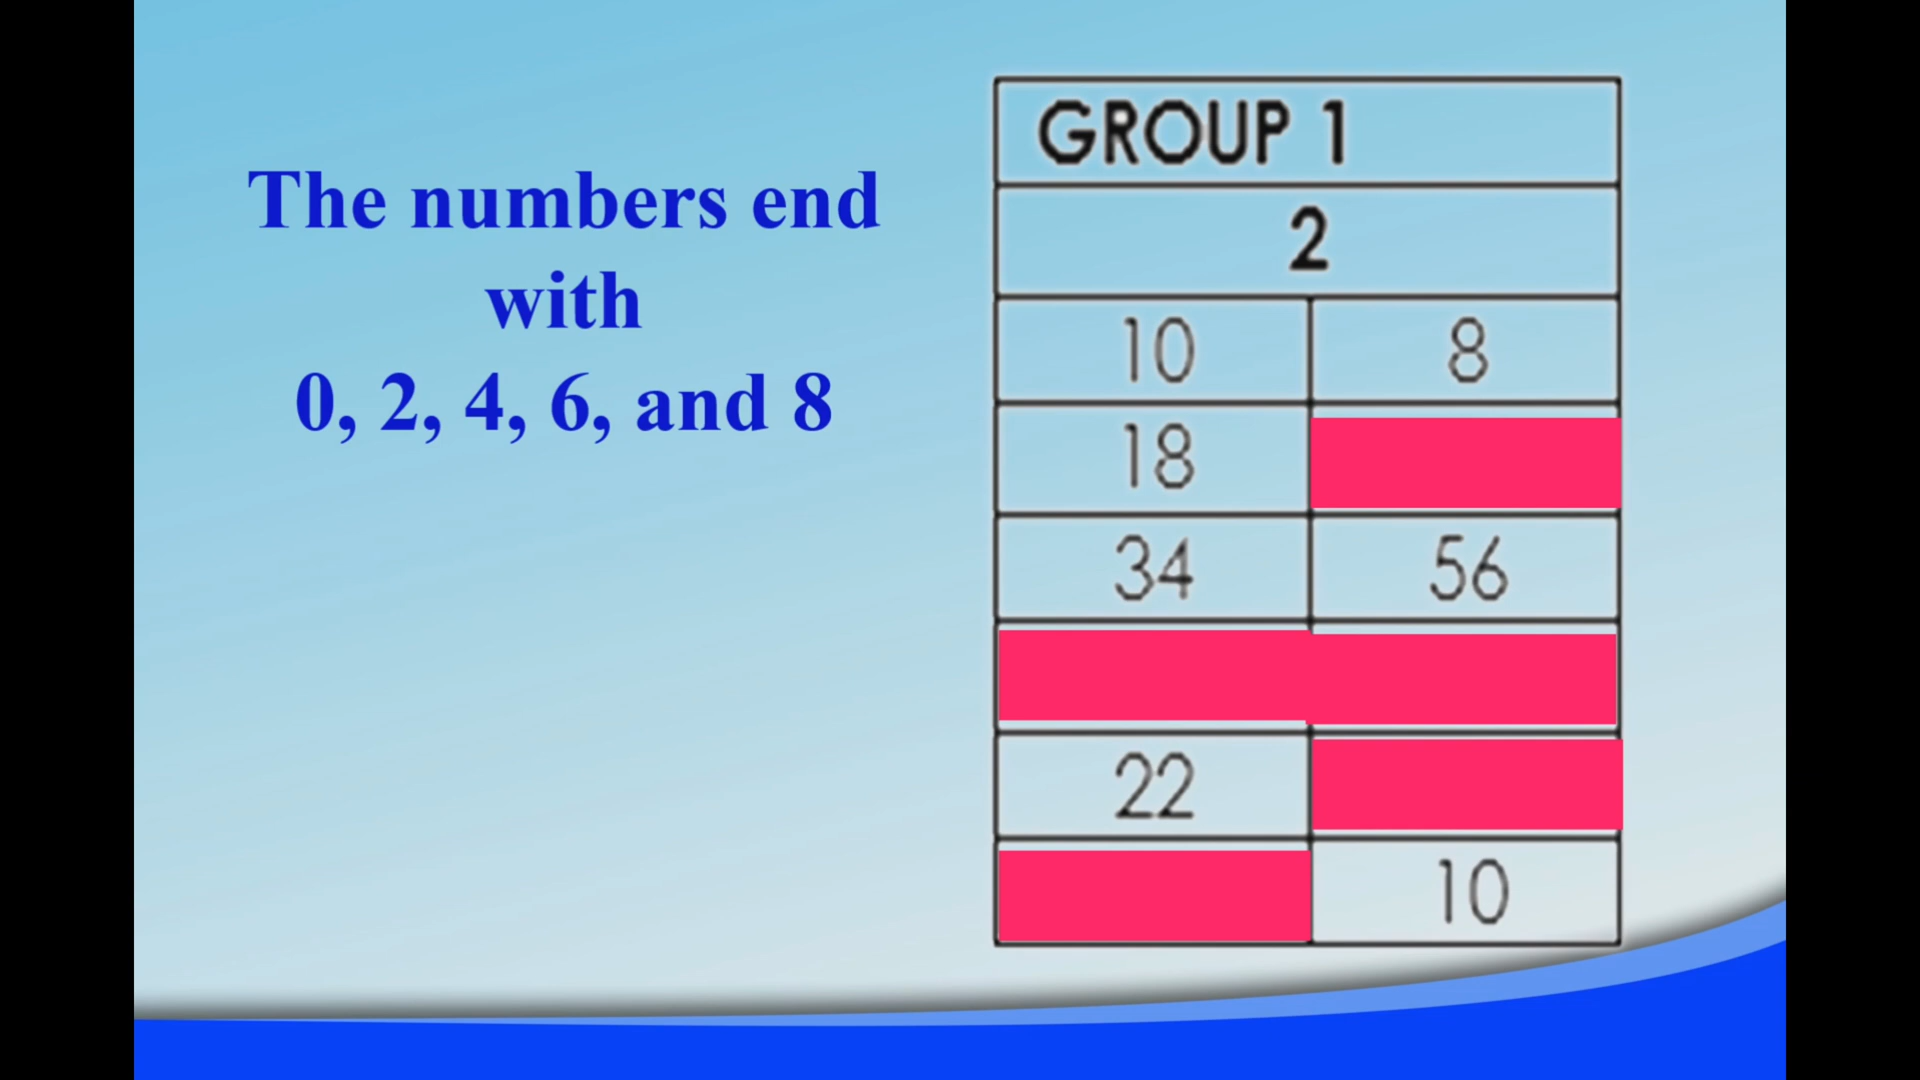 The numbers end
with
0, 2, 4, 6, and 8
GROUP 1
2
10 8
18
34 56
22
10